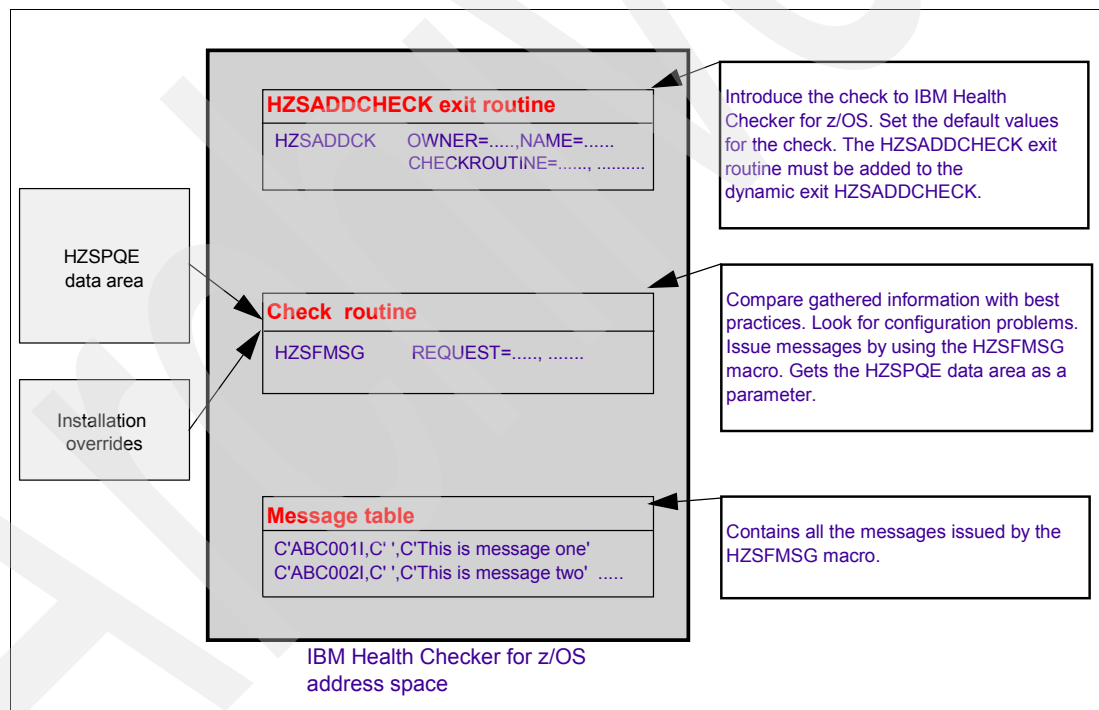 HZSADDCHECK exit routine
HZSADDCK OWNER=.....,NAME=......
CHECKROUTINE=......, ..........
Introduce the check to IBM Health
Checker for z/OS. Set the default values
for the check. The HZSADDCHECK exit
routine must be added to the
dynamic exit HZSADDCHECK.
HZSPQE
data area
Check routine
HZSFMSG REQUEST=....., .......
Compare gathered information with best
practices. Look for configuration problems.
Issue messages by using the HZSFMSG
macro. Gets the HZSPQE data area as a
parameter.
Installation
overrides
Message table
C'ABC001I,C' ',C'This is message one'
C'ABC002I,C' ',C'This is message two' .....
Contains all the messages issued by the
HZSFMSG macro.
IBM Health Checker for z/OS
address space